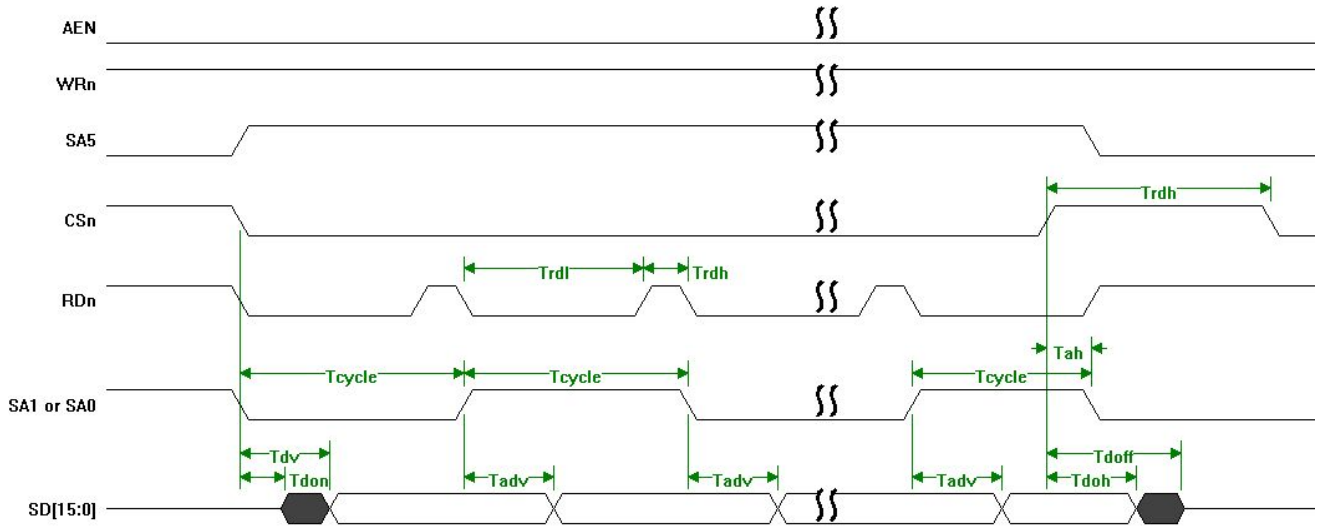 AEN
WRn
SA5
CSn
Trdh
RDn
Trdl
Trdh
Tah
SA1 or SA0
Tcycle
Tcycle
Tcycle
Tdv
Tdon
Tadv
Tadv
Tadv
Tdoff
Tdoh
SD[15:0]